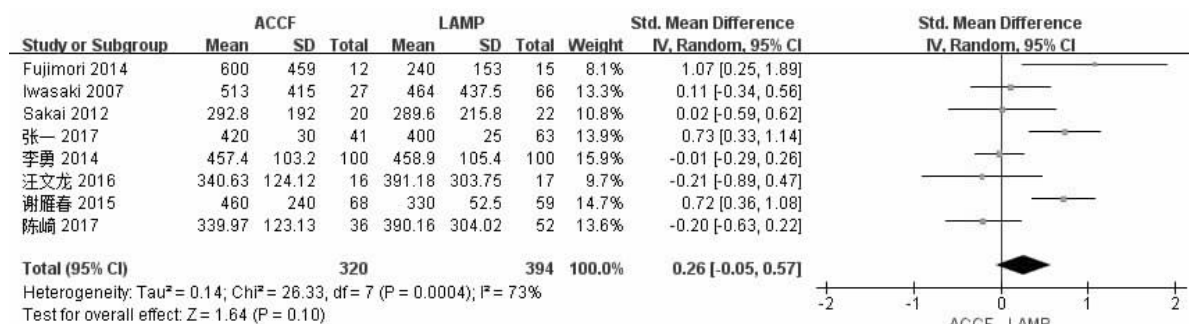 ACCF LAMP Std. Mean Difference Std. Mean Difference
Study or Subgroup Mean SD Total Mean SD Total Weight IV, Random, 95% CI IV, Random, 95% CI
Fujimori 2014 600 459 12 240 153 15 8.1% 1.07 [0.25, 1.89]
Iwasaki 2007 513 415 27 464 437.5 66 13.3% 0.11 [-0.34, 0.56]
Sakai 2012 292.8 192 20 289.6 215.8 22 10.8% 0.02 [-0.59, 0.62]
张一 2017 420 30 41 400 25 63 13.9% 0.73 [0.33, 1.14]
李勇 2014 457.4 103.2 100 458.9 105.4 100 15.9% -0.01 [-0.29, 0.26]
汪文龙 2016 340.63 124.12 16 391.18 303.75 17 9.7% -0.21 [-0.89, 0.47]
谢雁春 2015 460 240 68 330 52.5 59 14.7% 0.72 [0.36, 1.08]
陈崎 2017 339.97 123.13 36 390.16 304.02 52 13.6% -0.20 [-0.63, 0.22]
Total (95% CI) 320 394 100.0% 0.26 [-0.05, 0.57]
Heterogeneity: Tau² = 0.14; Chi² = 26.33, df = 7 (P = 0.0004); I² = 73%
Test for overall effect: Z = 1.64 (P = 0.10)
-2 -1 0 1 2
ACCF LAMP